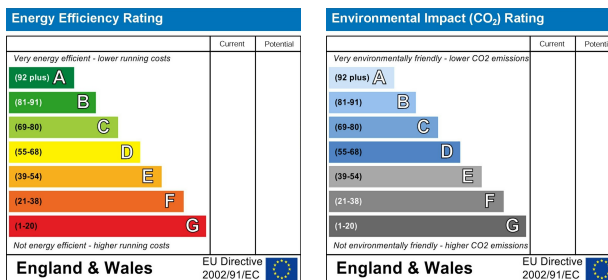 Energy Efficiency Rating
Current Potential
Very energy efficient - lower running costs
(92 plus) A
(81-91) B
(69-80) C
(55-68) D
(39-54) E
(21-38) F
(1-20) G
Not energy efficient - higher running costs
England & Wales
EU Directive
2002/91/EC
Environmental Impact (CO₂) Rating
Current Potential
Very environmentally friendly - lower CO2 emissions
(92 plus) A
(81-91) B
(69-80) C
(55-68) D
(39-54) E
(21-38) F
(1-20) G
Not environmentally friendly - higher CO2 emissions
England & Wales
EU Directive
2002/91/EC